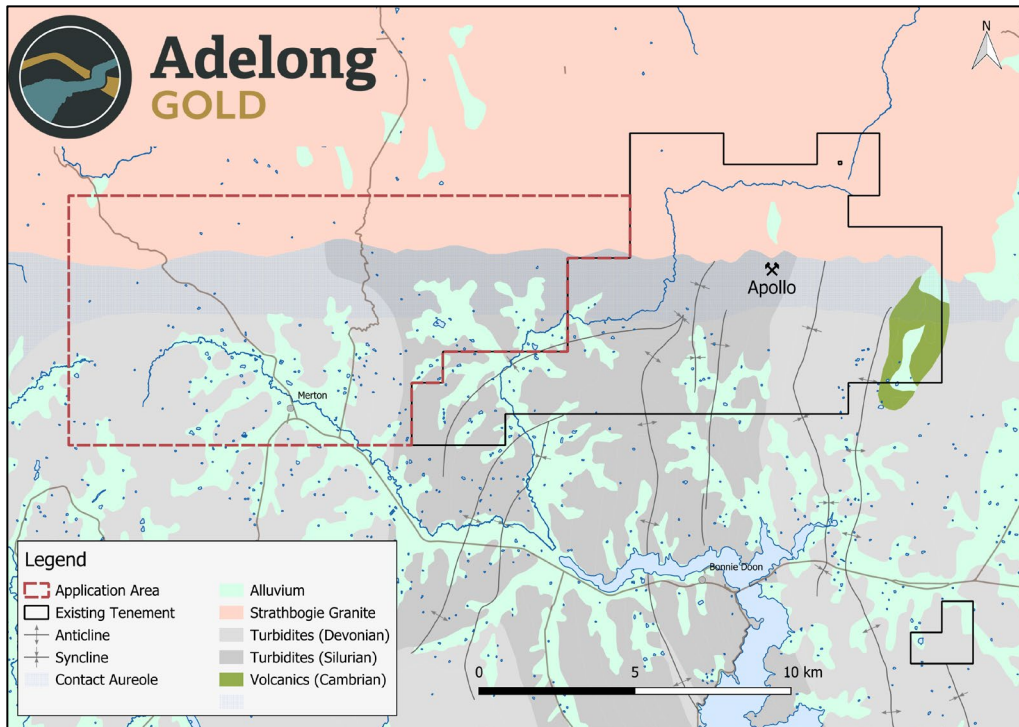 Adelong
GOLD
N
Apollo
Merton
Bonnie Doon
Legend
Application Area
Existing Tenement
Anticline
Syncline
Contact Aureole
Alluvium
Strathbogie Granite
Turbidites (Devonian)
Turbidites (Silurian)
Volcanics (Cambrian)
0 5 10 km